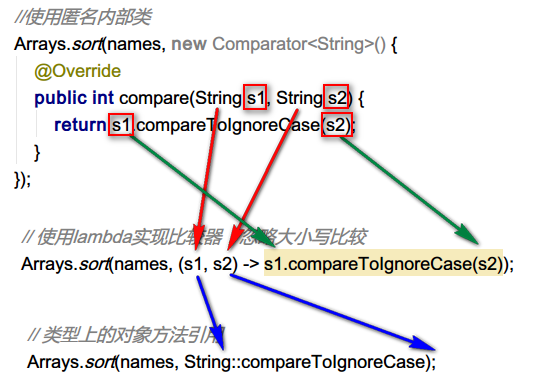 //使用匿名内部类
Arrays.sort(names, new Comparator<String>() {
@Override
public int compare(String s1, String s2) {
return s1.compareToIgnoreCase(s2);
}
});
// 使用lambda实现比较器 忽略大小写比较
Arrays.sort(names, (s1, s2) -> s1.compareToIgnoreCase(s2));
// 类型上的对象方法引用
Arrays.sort(names, String::compareToIgnoreCase);